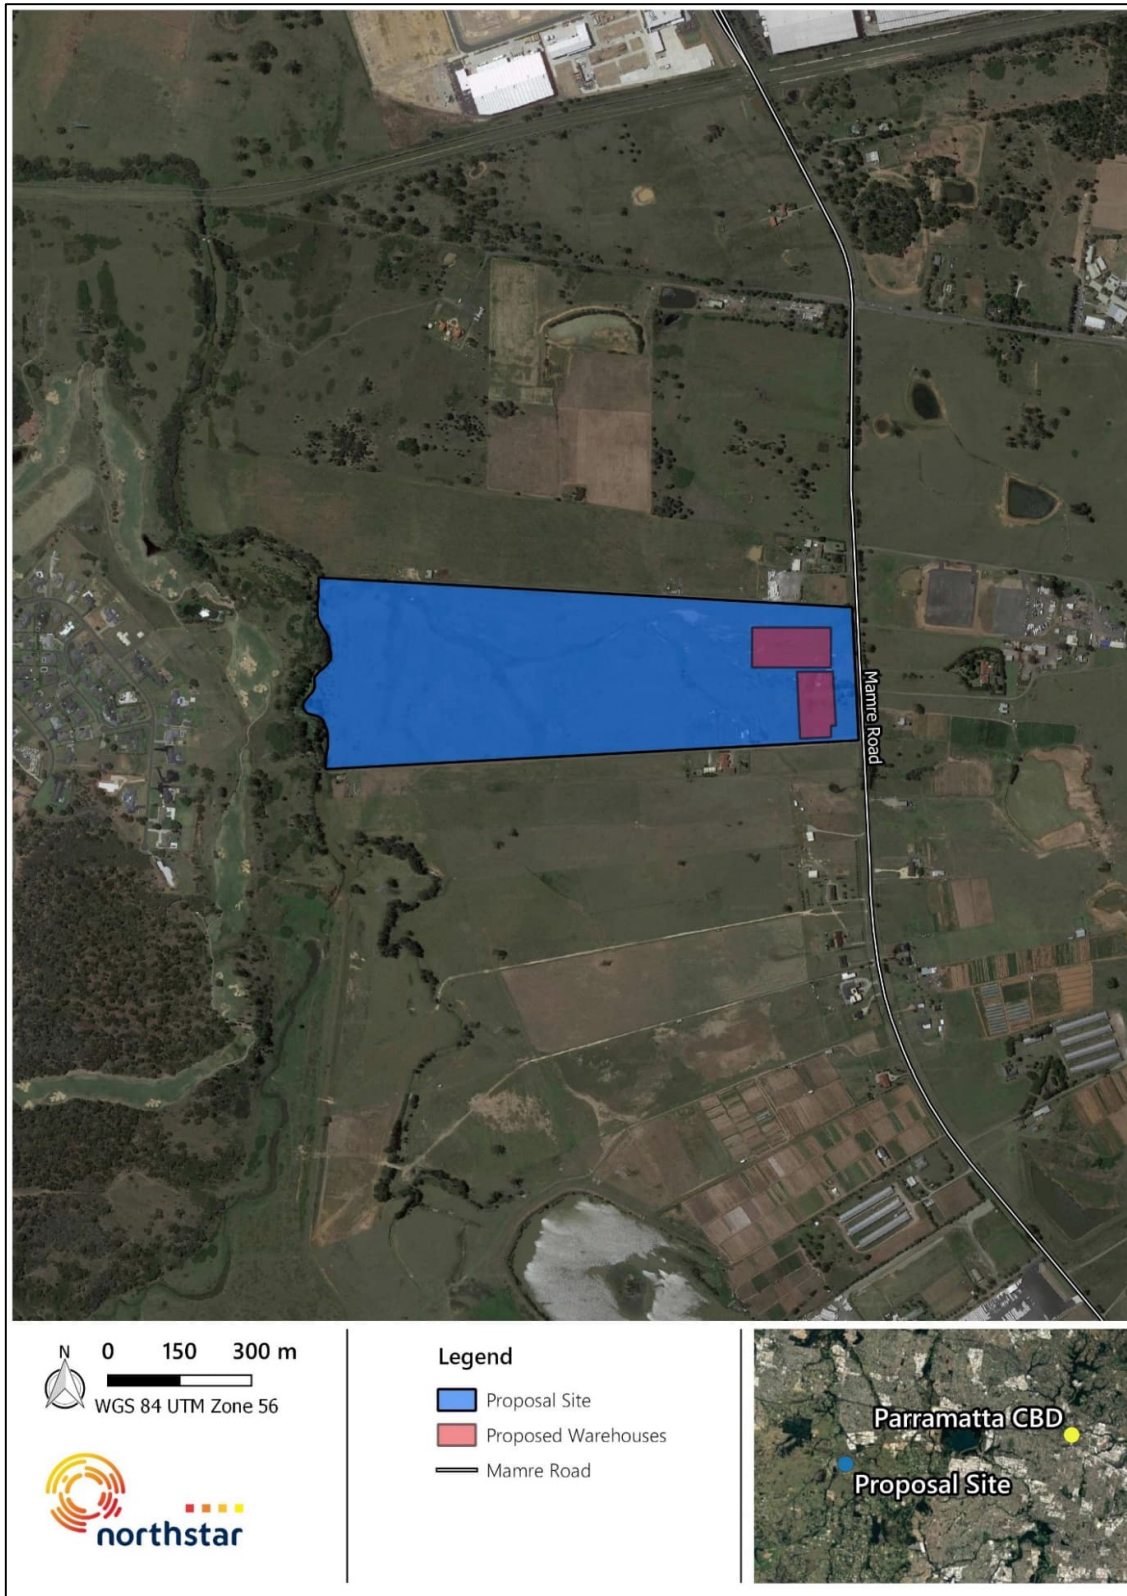 Mamre Road
N
0 150 300 m
WGS 84 UTM Zone 56
northstar
Legend
Proposal Site
Proposed Warehouses
Mamre Road
Parramatta CBD
Proposal Site